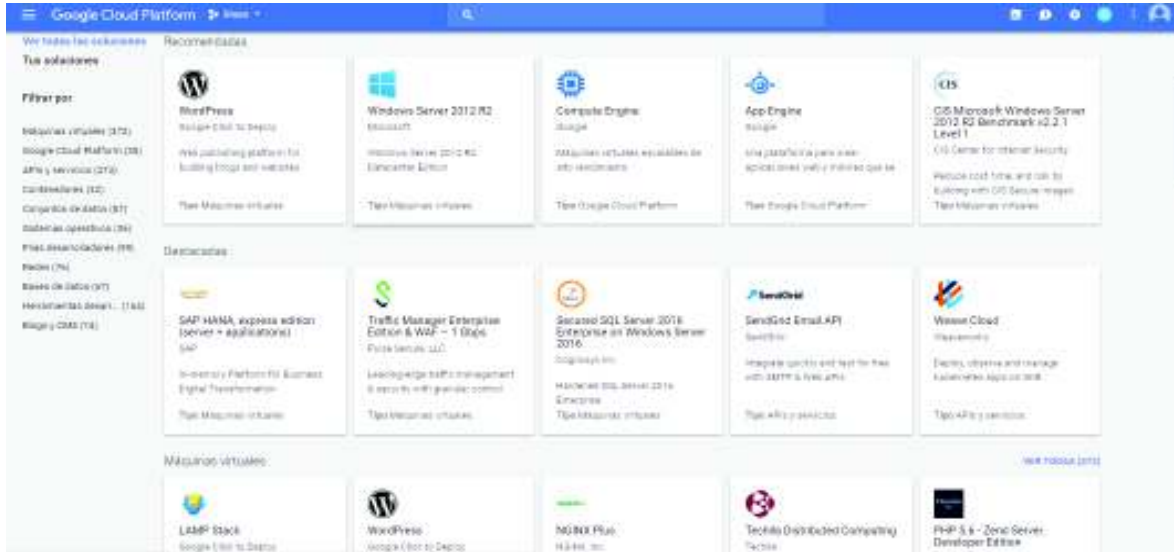 Google Cloud Platform
Ver todas las soluciones
Tus soluciones
Filtrar por
Máquinas virtuales (372)
Google Cloud Platform
APIs y servicios (273)
Contenedores
Conjuntos de datos
Sistemas operativos
Redes
Bases de datos
Blogs y CMS
Recomendadas
WordPress
Google Click to Deploy
Web publishing platform for
building blogs and websites
Tipo Máquinas virtuales
Windows Server 2012 R2
Microsoft
Windows Server 2012 R2
Datacenter Edition
Tipo Máquinas virtuales
Compute Engine
Google
Máquinas virtuales escalables de
alto rendimiento
Tipo Google Cloud Platform
App Engine
Google
Una plataforma para crear
aplicaciones web y móviles que se
Tipo Google Cloud Platform
CIS
CIS Microsoft Windows Server
2012 R2 Benchmark v2.2.1
Level 1
CIS Center for Internet Security
Reduce cost time, and risk by
building with CIS Secure images
Tipo Máquinas virtuales
Destacadas
SAP HANA, express edition
(server + applications)
SAP
In-memory Platform for Business
Digital Transformation
Tipo Máquinas virtuales
Traffic Manager Enterprise
Edition & WAF – 1 Gbps
Pulse Secure, LLC
Leading-edge traffic management
& security with granular control
Tipo Máquinas virtuales
Secured SQL Server 2016
Enterprise on Windows Server
2016
Cognosys Inc.
Hardened SQL Server 2016
Enterprise
Tipo Máquinas virtuales
SendGrid
SendGrid Email API
SendGrid
Integrate quickly and test for free
with SMTP & Web APIs
Tipo APIs y servicios
Weave Cloud
Weaveworks
Deploy, observe and manage
Kubernetes apps on GKE
Tipo APIs y servicios
Máquinas virtuales
LAMP Stack
Google Click to Deploy
WordPress
Google Click to Deploy
NGINX Plus
NGINX, Inc.
Techila Distributed Computing
Techila
PHP 5.6 - Zend Server
Developer Edition